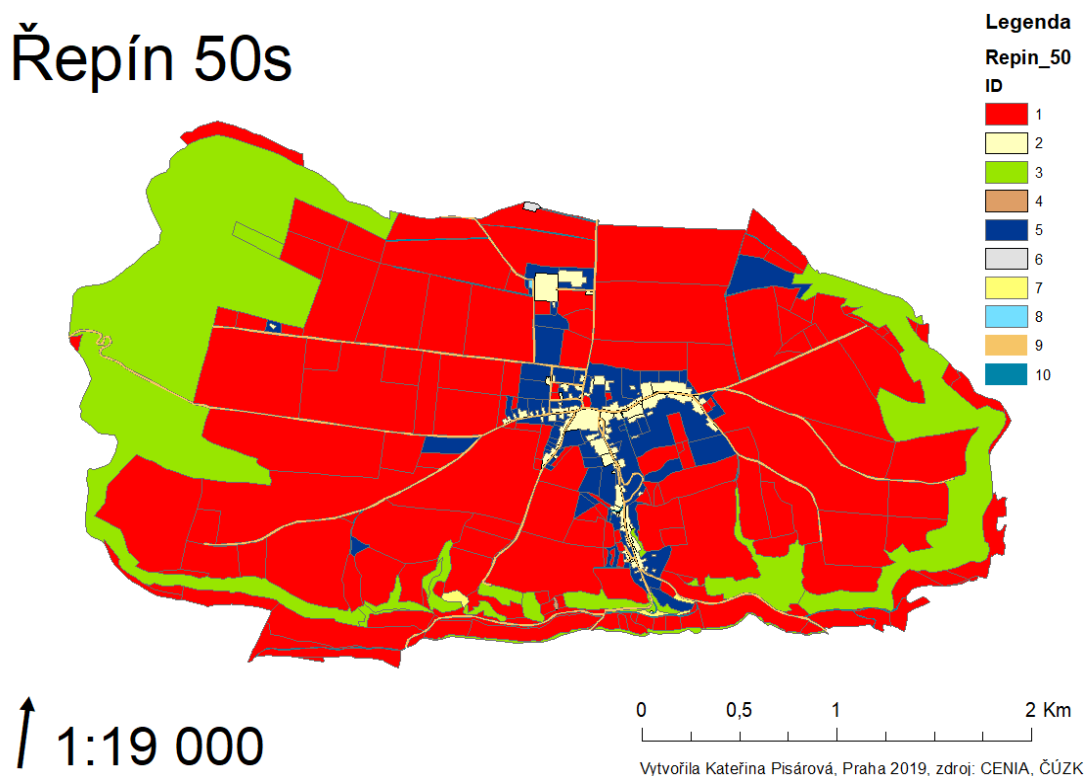 Řepín 50s
Legenda
Repin_50
ID
1
2
3
4
5
6
7
8
9
10
1:19 000
0 0,5 1 2 Km
Vytvořila Kateřina Pisárová, Praha 2019, zdroj: CENIA, ČÚZK